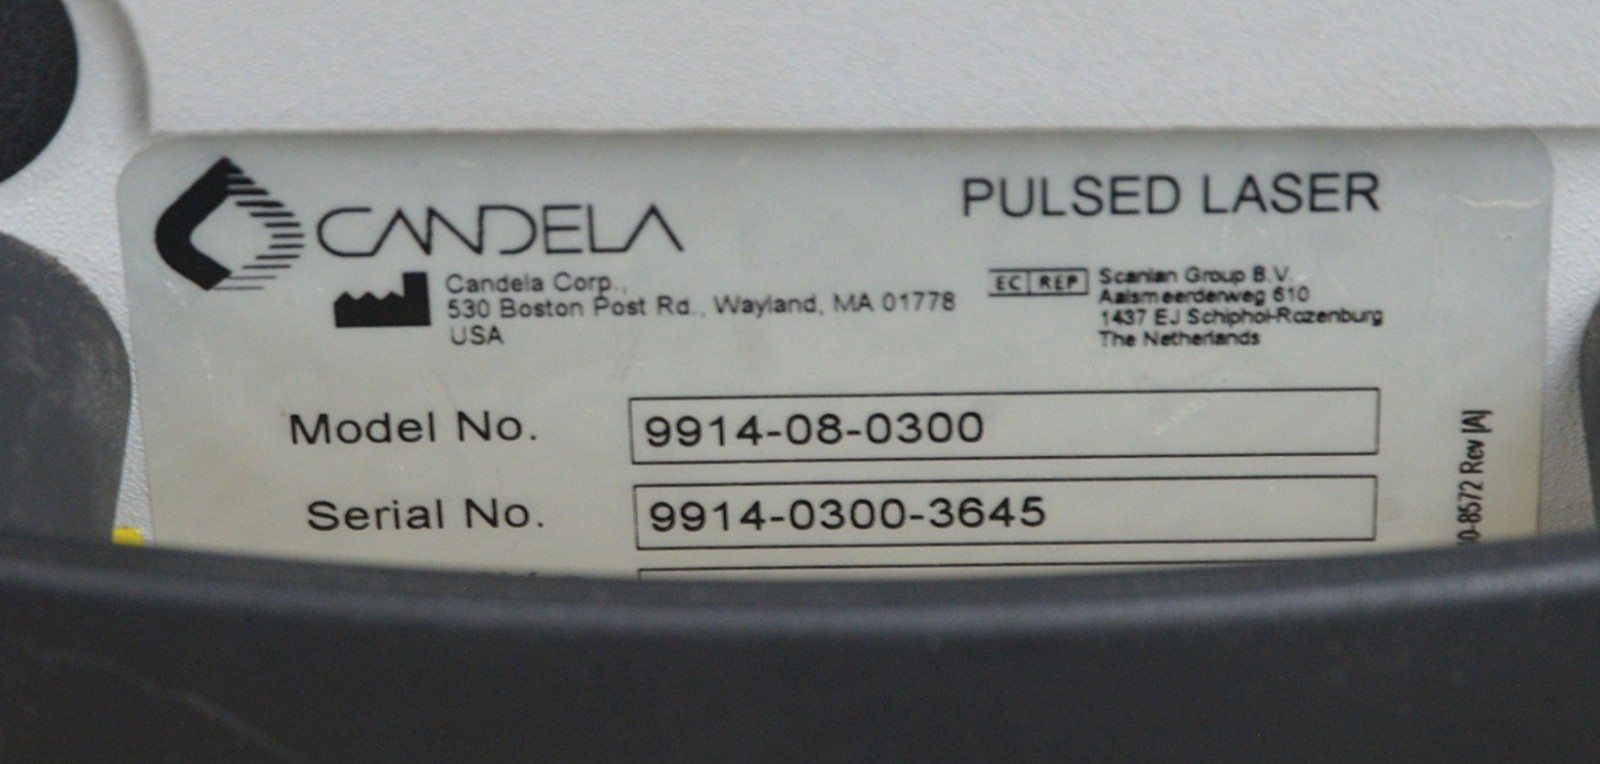 CANDELA
PULSED LASER
Candela Corp.,
530 Boston Post Rd., Wayland, MA 01778
USA
EC REP
Scanlan Group B.V.
Aalsmeerderweg 610
1437 EJ Schiphol-Rozenburg
The Netherlands
Model No. 9914-08-0300
Serial No. 9914-0300-3645
0-8572 Rev [A]